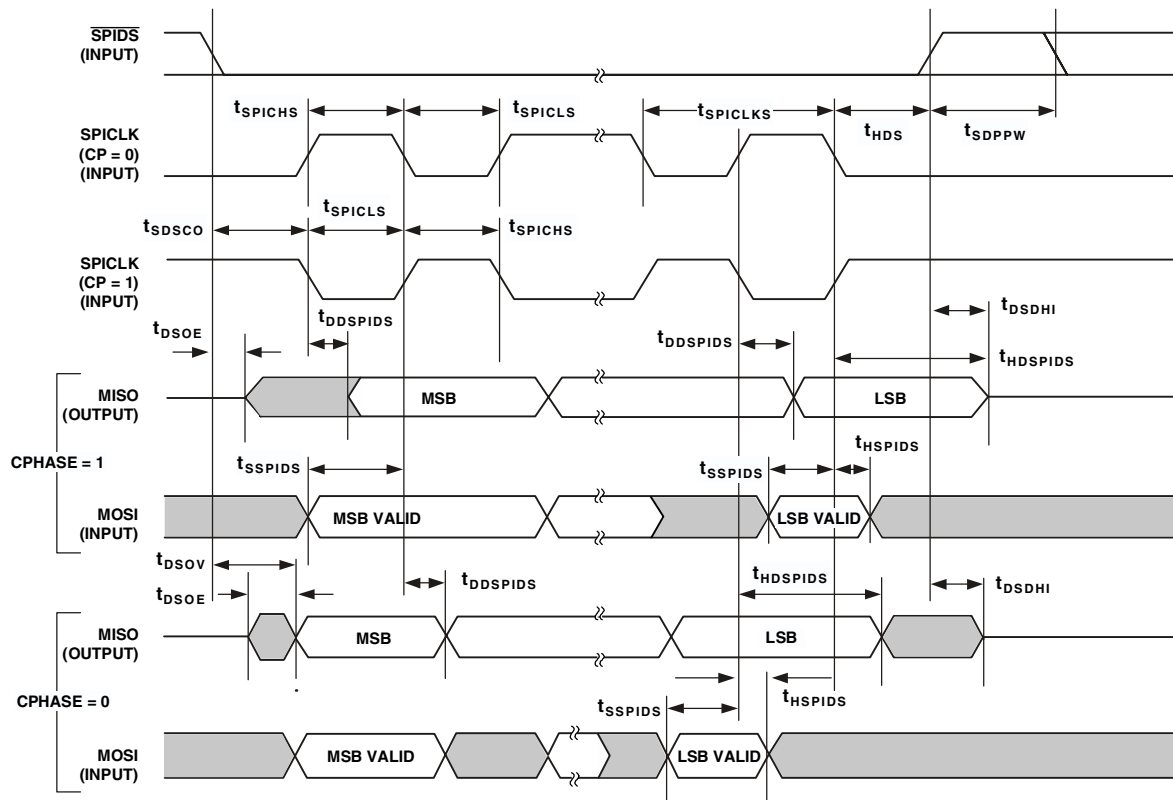 SPIDS
(INPUT)
tSPICHS
tSPICLS
tSPICLKS
tHDS
tSDPPW
SPICLK
(CP = 0)
(INPUT)
tSPICLS
tSDSCO
tSPICHS
SPICLK
(CP = 1)
(INPUT)
tDSOE
tDDSPIDS
tDDSPIDS
tDSDHI
tHDSPIDS
MISO
(OUTPUT)
MSB
LSB
CPHASE = 1
tSSPIDS
tSSPIDS
tHSPIDS
MOSI
(INPUT)
MSB VALID
LSB VALID
tDSOV
tDSOE
tDDSPIDS
tHDSPIDS
tDSDHI
MISO
(OUTPUT)
MSB
LSB
CPHASE = 0
tSSPIDS
tHSPIDS
MOSI
(INPUT)
MSB VALID
LSB VALID